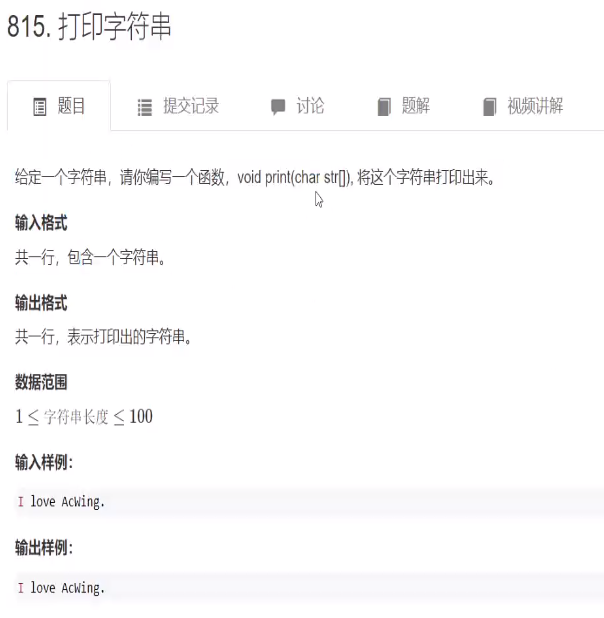 815. 打印字符串
题目 提交记录 讨论 题解 视频讲解
给定一个字符串，请你编写一个函数，void print(char str[]), 将这个字符串打印出来。
输入格式
共一行，包含一个字符串。
输出格式
共一行，表示打印出的字符串。
数据范围
1 ≤ 字符串长度 ≤ 100
输入样例：
I love AcWing.
输出样例：
I love AcWing.